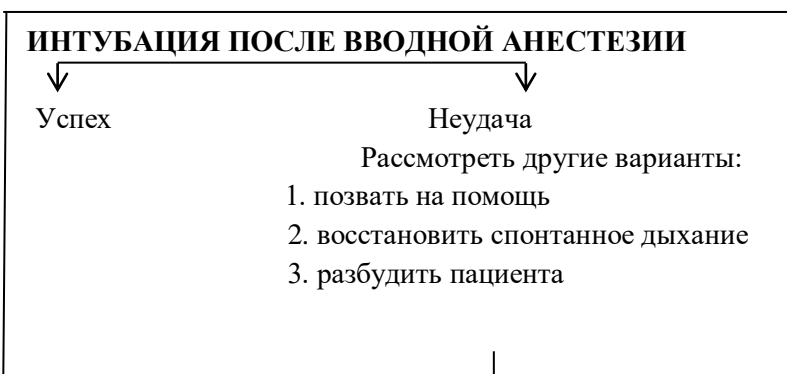 ИНТУБАЦИЯ ПОСЛЕ ВВОДНОЙ АНЕСТЕЗИИ
Успех Неудача
Рассмотреть другие варианты:
1. позвать на помощь
2. восстановить спонтанное дыхание
3. разбудить пациента